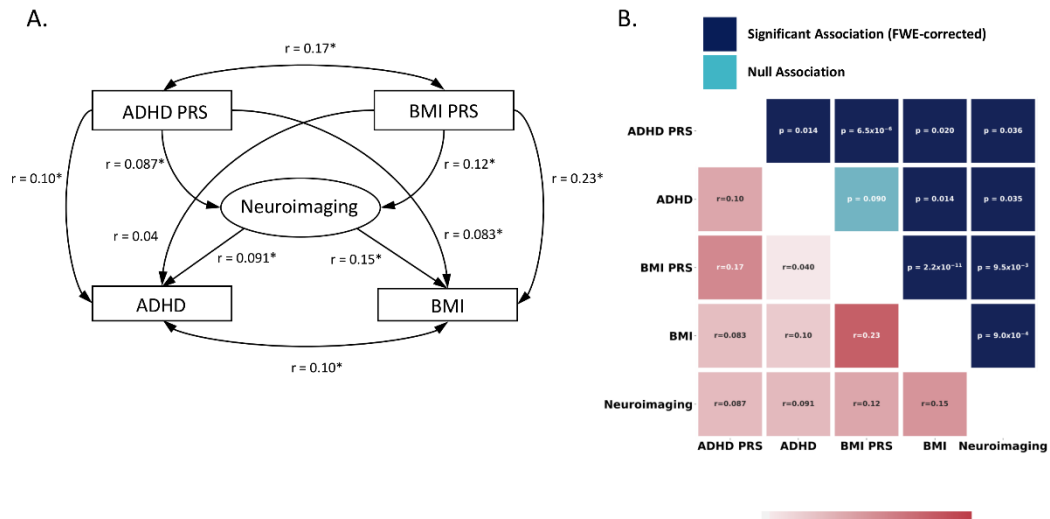 A.
r = 0.17*
ADHD PRS
BMI PRS
r = 0.087*
r = 0.12*
r = 0.10*
r = 0.23*
Neuroimaging
r = 0.04
r = 0.083*
r = 0.091*
r = 0.15*
ADHD
BMI
r = 0.10*
B.
Significant Association (FWE-corrected)
Null Association
ADHD PRS
p = 0.014
p = 6.5x10⁻⁶
p = 0.020
p = 0.036
ADHD
r=0.10
p = 0.090
p = 0.014
p = 0.035
BMI PRS
r=0.17
r=0.040
p = 2.2x10⁻¹¹
p = 9.5x10⁻³
BMI
r=0.083
r=0.10
r=0.23
p = 9.0x10⁻⁴
Neuroimaging
r=0.087
r=0.091
r=0.12
r=0.15
ADHD PRS
ADHD
BMI PRS
BMI
Neuroimaging